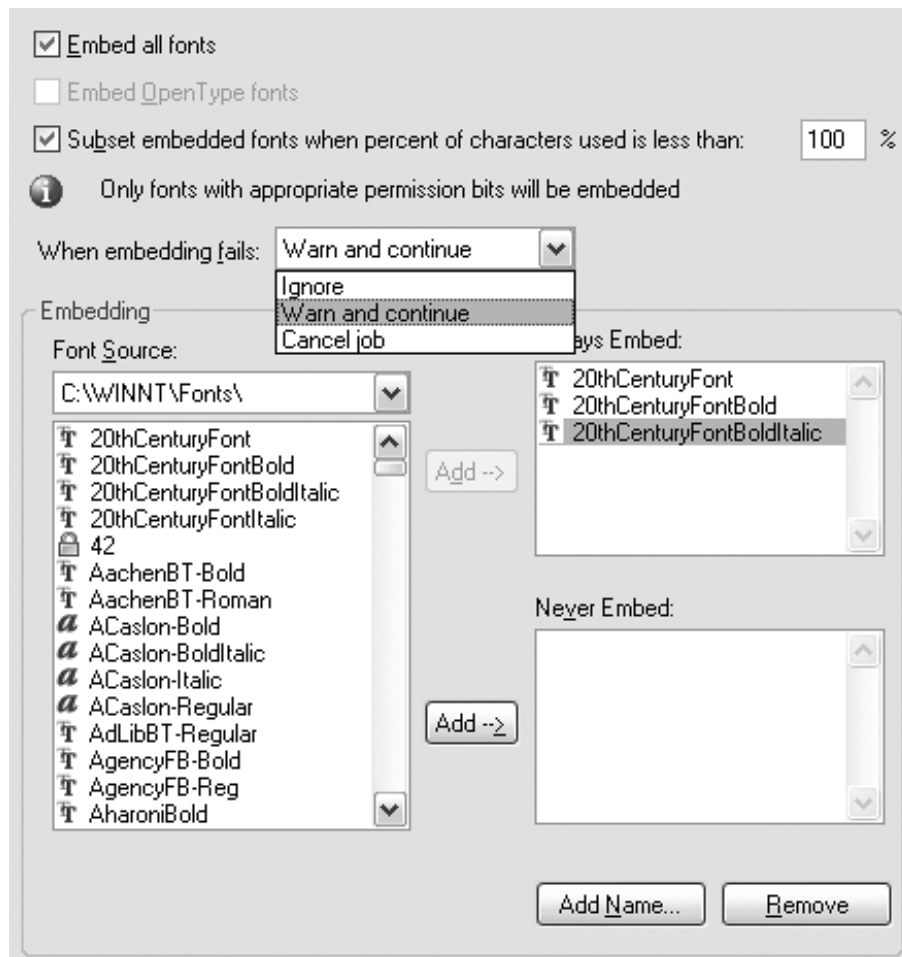 Embed all fonts
Embed OpenType fonts
Subset embedded fonts when percent of characters used is less than: 100 %
Only fonts with appropriate permission bits will be embedded
When embedding fails: Warn and continue
Ignore
Warn and continue
Cancel job
Embedding
Font Source:
C:\WINNT\Fonts\
20thCenturyFont
20thCenturyFontBold
20thCenturyFontBoldItalic
20thCenturyFontItalic
42
AachenBT-Bold
AachenBT-Roman
ACaslon-Bold
ACaslon-BoldItalic
ACaslon-Italic
ACaslon-Regular
AdLibBT-Regular
AgencyFB-Bold
AgencyFB-Reg
AharoniBold
Add -->
Add -->
ays Embed:
20thCenturyFont
20thCenturyFontBold
20thCenturyFontBoldItalic
Never Embed:
Add Name...
Remove